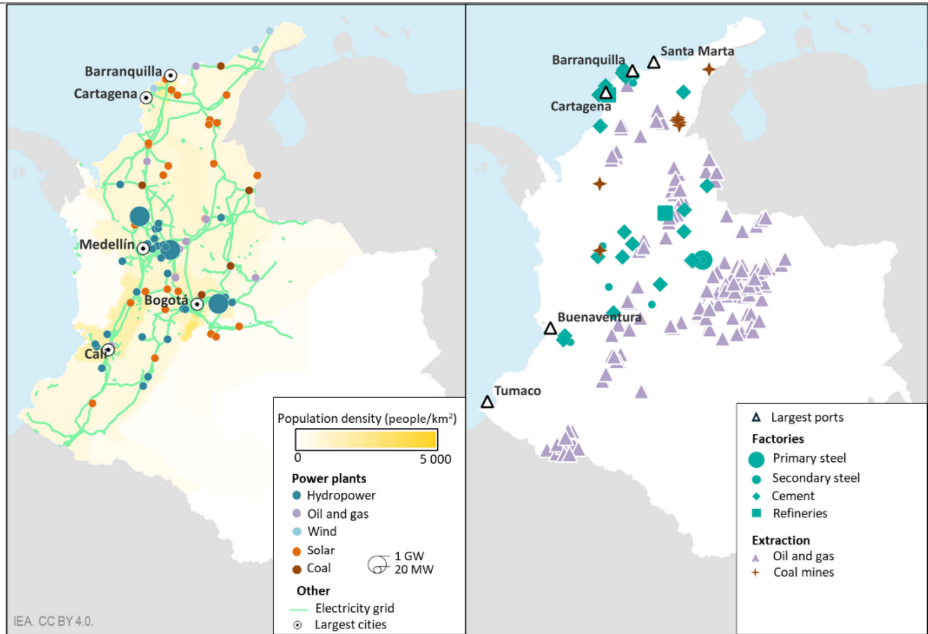 Barranquilla
Cartagena
Medellín
Bogotá
Cali
Population density (people/km²)
0 5 000
Power plants
Hydropower
Oil and gas
Wind
Solar
Coal
1 GW
20 MW
Other
Electricity grid
Largest cities
IEA. CC BY 4.0.
Santa Marta
Barranquilla
Cartagena
Buenaventura
Tumaco
Largest ports
Factories
Primary steel
Secondary steel
Cement
Refineries
Extraction
Oil and gas
Coal mines